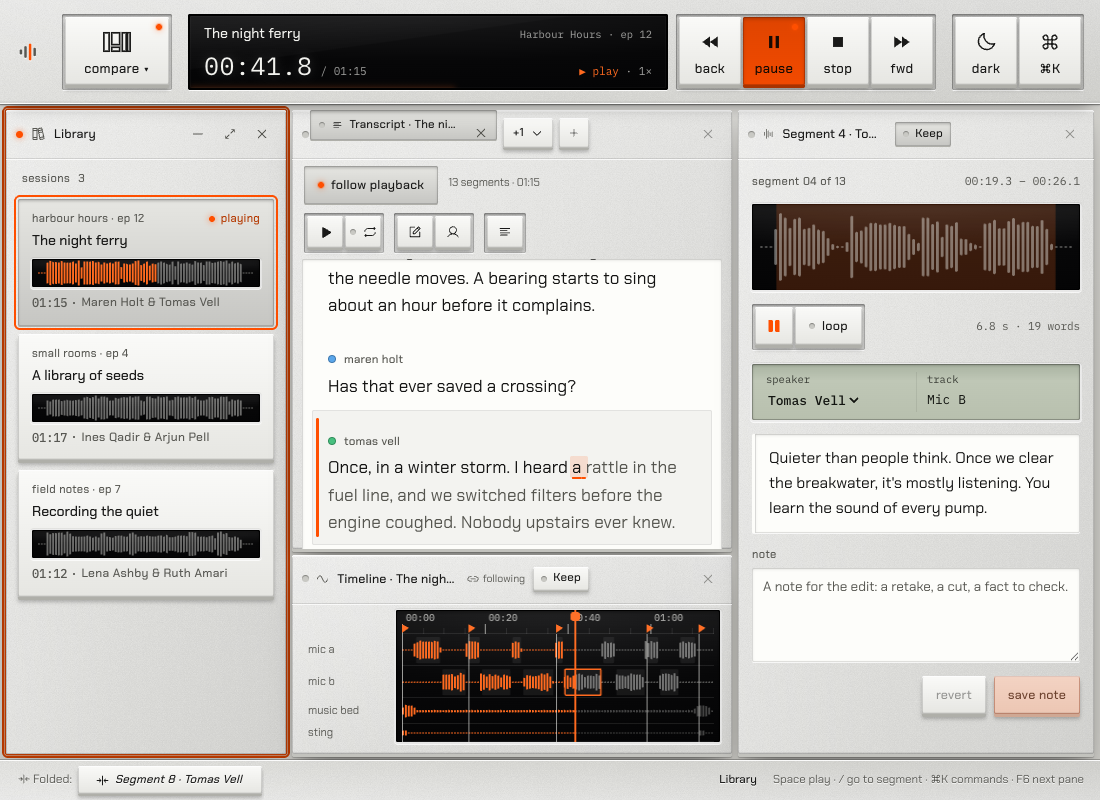 compare ▾
The night ferry
Harbour Hours · ep 12
00:41.8 / 01:15
▶ play · 1×
back
pause
stop
fwd
dark
⌘K
Library
sessions 3
harbour hours · ep 12
playing
The night ferry
01:15 · Maren Holt & Tomas Vell
small rooms · ep 4
A library of seeds
01:17 · Ines Qadir & Arjun Pell
field notes · ep 7
Recording the quiet
01:12 · Lena Ashby & Ruth Amari
Transcript · The ni...
+1
follow playback
13 segments · 01:15
the needle moves. A bearing starts to sing
about an hour before it complains.
maren holt
Has that ever saved a crossing?
tomas vell
Once, in a winter storm. I heard a rattle in the
fuel line, and we switched filters before the
engine coughed. Nobody upstairs ever knew.
Timeline · The nigh...
following
Keep
00:00
00:20
0:40
01:00
mic a
mic b
music bed
sting
Segment 4 · To...
Keep
segment 04 of 13
00:19.3 – 00:26.1
loop
6.8 s · 19 words
speaker
track
Tomas Vell
Mic B
Quieter than people think. Once we clear
the breakwater, it's mostly listening. You
learn the sound of every pump.
note
A note for the edit: a retake, a cut, a fact to check.
revert
save note
Folded:
Segment 8 · Tomas Vell
Library
Space play · / go to segment · ⌘K commands · F6 next pane